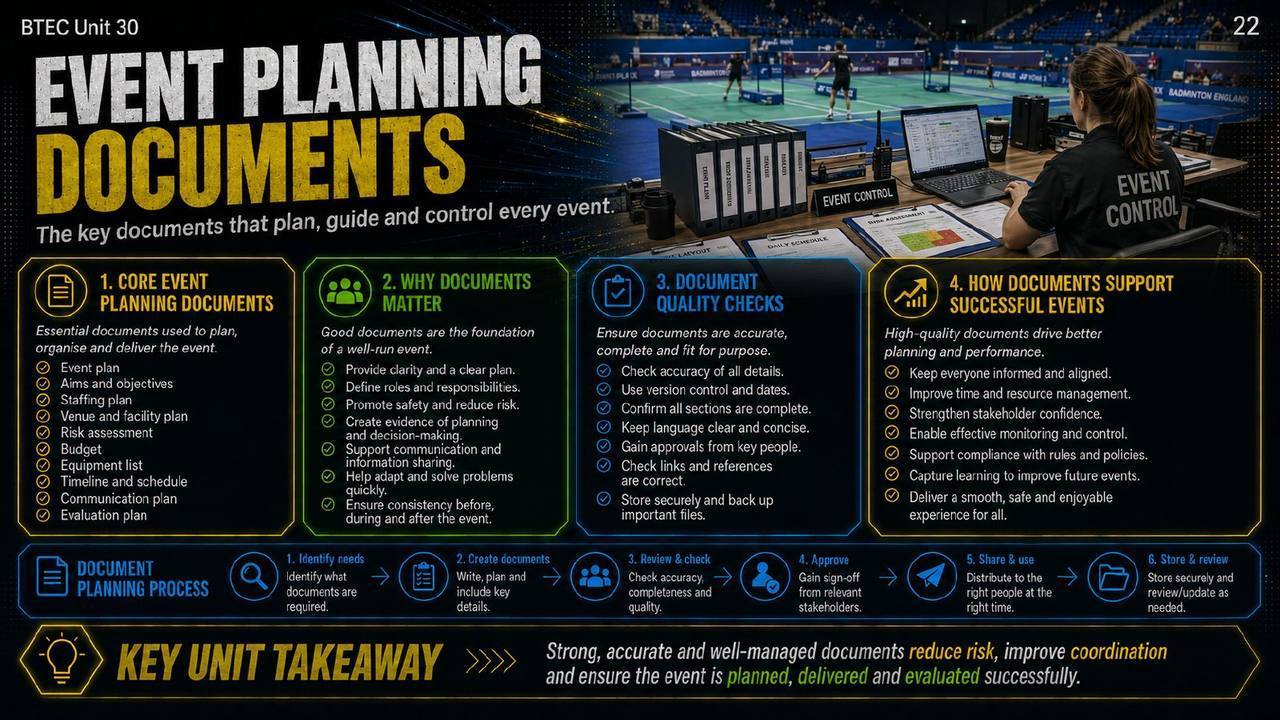 BTEC Unit 30
22
EVENT PLANNING
DOCUMENTS
The key documents that plan, guide and control every event.
BADMINTON ENGLAND
EVENT CONTROL
EVENT
CONTROL
RISK ASSESSMENT
DAILY SCHEDULE
LAYOUT
1. CORE EVENT
PLANNING DOCUMENTS
Essential documents used to plan,
organise and deliver the event.
Event plan
Aims and objectives
Staffing plan
Venue and facility plan
Risk assessment
Budget
Equipment list
Timeline and schedule
Communication plan
Evaluation plan
2. WHY DOCUMENTS
MATTER
Good documents are the foundation
of a well-run event.
Provide clarity and a clear plan.
Define roles and responsibilities.
Promote safety and reduce risk.
Create evidence of planning
and decision-making.
Support communication and
information sharing.
Help adapt and solve problems
quickly.
Ensure consistency before,
during and after the event.
3. DOCUMENT
QUALITY CHECKS
Ensure documents are accurate,
complete and fit for purpose.
Check accuracy of all details.
Use version control and dates.
Confirm all sections are complete.
Keep language clear and concise.
Gain approvals from key people.
Check links and references
are correct.
Store securely and back up
important files.
4. HOW DOCUMENTS SUPPORT
SUCCESSFUL EVENTS
High-quality documents drive better
planning and performance.
Keep everyone informed and aligned.
Improve time and resource management.
Strengthen stakeholder confidence.
Enable effective monitoring and control.
Support compliance with rules and policies.
Capture learning to improve future events.
Deliver a smooth, safe and enjoyable
experience for all.
DOCUMENT
PLANNING PROCESS
1. Identify needs
Identify what
documents are
required.
2. Create documents
Write, plan and
include key
details.
3. Review & check
Check accuracy,
completeness and
quality.
4. Approve
Gain sign-off
from relevant
stakeholders.
5. Share & use
Distribute to the
right people at the
right time.
6. Store & review
Store securely and
review/update as
needed.
KEY UNIT TAKEAWAY
Strong, accurate and well-managed documents reduce risk, improve coordination
and ensure the event is planned, delivered and evaluated successfully.